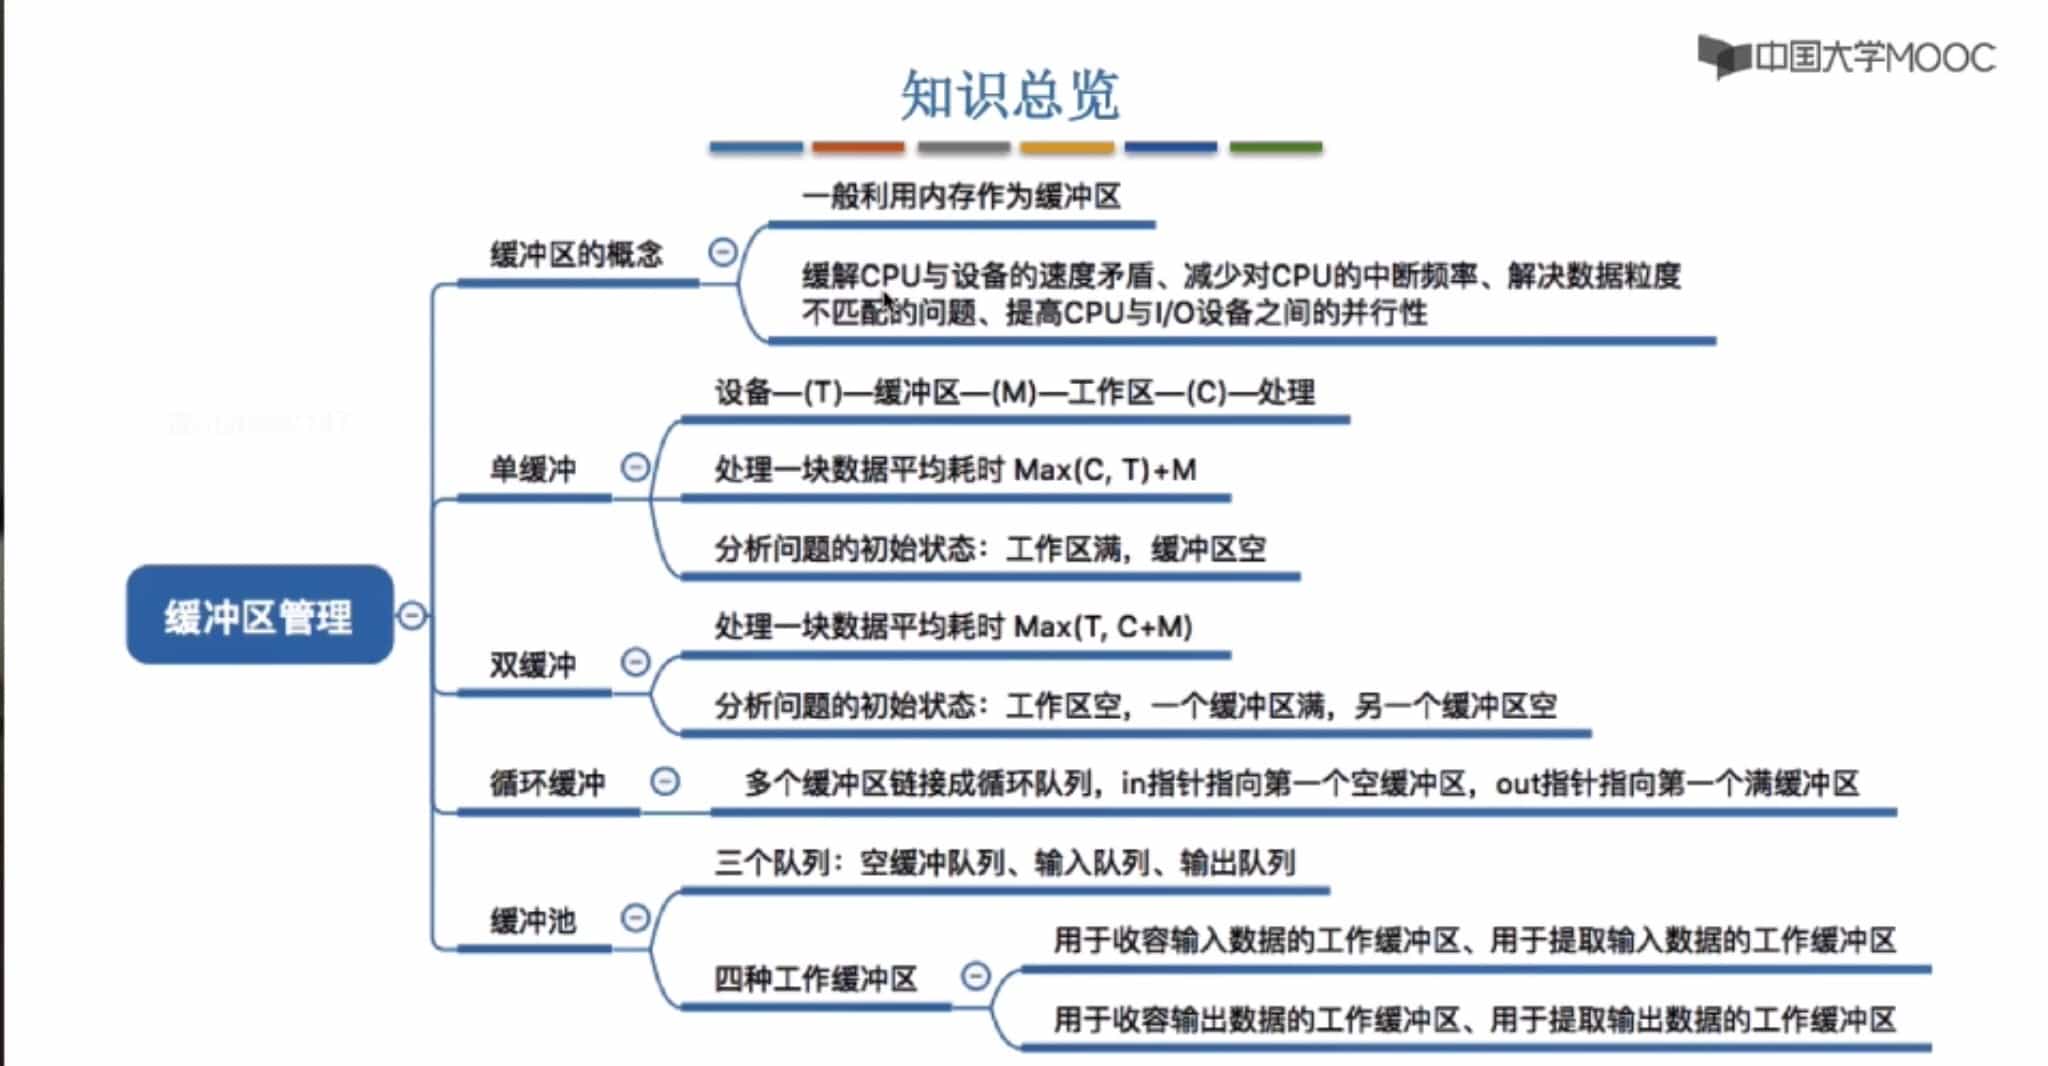 中国大学MOOC
知识总览
一般利用内存作为缓冲区
缓冲区的概念
缓解CPU与设备的速度矛盾、减少对CPU的中断频率、解决数据粒度
不匹配的问题、提高CPU与I/O设备之间的并行性
设备—(T)—缓冲区—(M)—工作区—(C)—处理
单缓冲
处理一块数据平均耗时 Max(C, T)+M
分析问题的初始状态：工作区满，缓冲区空
缓冲区管理
处理一块数据平均耗时 Max(T, C+M)
双缓冲
分析问题的初始状态：工作区空，一个缓冲区满，另一个缓冲区空
循环缓冲
多个缓冲区链接成循环队列，in指针指向第一个空缓冲区，out指针指向第一个满缓冲区
三个队列：空缓冲队列、输入队列、输出队列
缓冲池
四种工作缓冲区
用于收容输入数据的工作缓冲区、用于提取输入数据的工作缓冲区
用于收容输出数据的工作缓冲区、用于提取输出数据的工作缓冲区